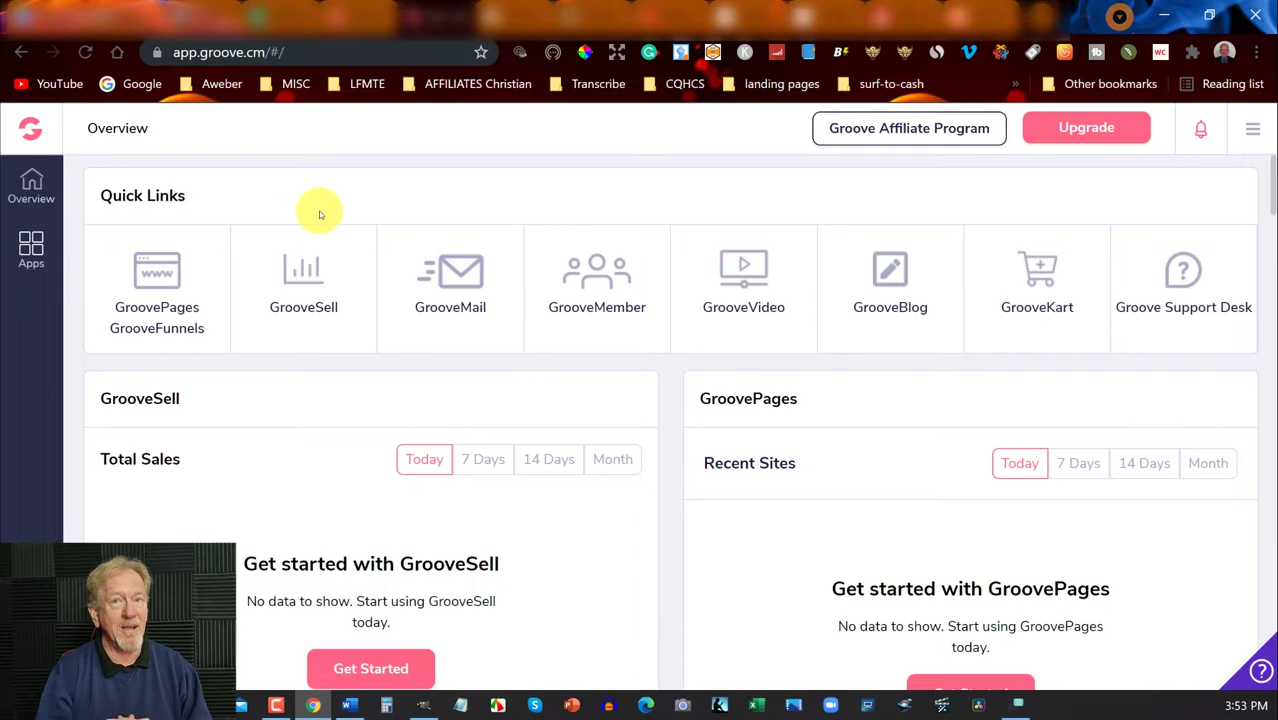 app.groove.cm/#/
YouTube
Google
Aweber
MISC
LFMTE
AFFILIATES Christian
Transcribe
CQHCS
landing pages
surf-to-cash
»
Other bookmarks
Reading list
Overview
Groove Affiliate Program
Upgrade
Overview
Apps
Quick Links
GroovePages
GrooveFunnels
WWW
GrooveSell
GrooveMail
GrooveMember
GrooveVideo
GrooveBlog
GrooveKart
Groove Support Desk
GrooveSell
Total Sales
Today
7 Days
14 Days
Month
Get started with GrooveSell
No data to show. Start using GrooveSell
today.
Get Started
GroovePages
Recent Sites
Today
7 Days
14 Days
Month
Get started with GroovePages
No data to show. Start using GroovePages
today.
3:53 PM